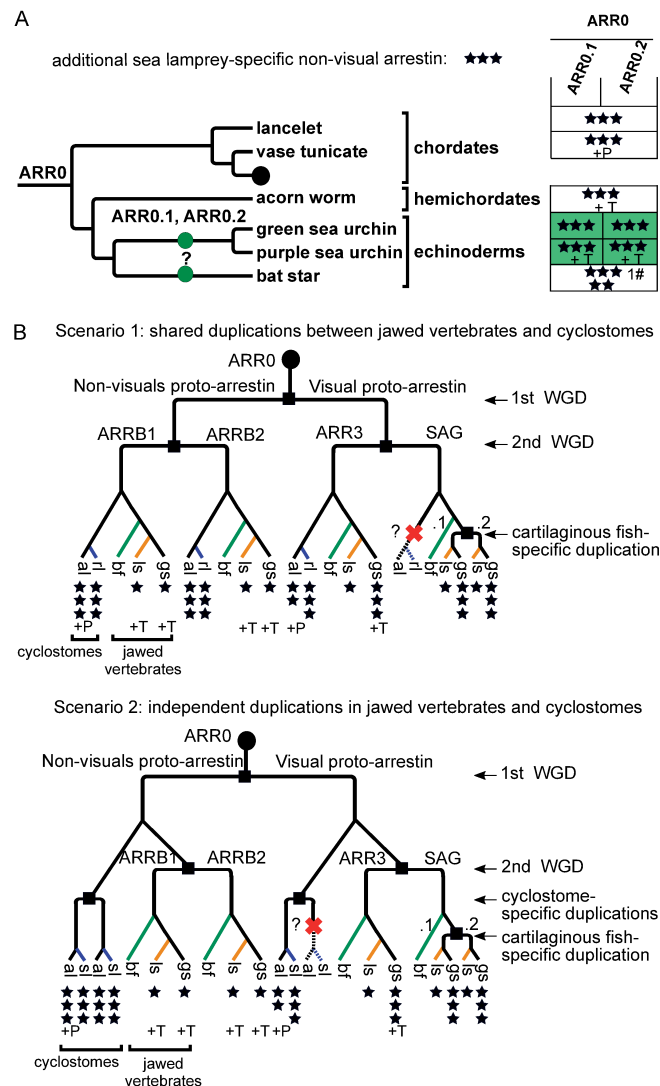 A
ARR0
additional sea lamprey-specific non-visual arrestin: ★★★
ARR0.1 ARR0.2
lancelet
★★★
vase tunicate
chordates
★★★
+P
ARR0
acorn worm
hemichordates
★★★
+ T
ARR0.1, ARR0.2
green sea urchin
★★★ ★★★
?
purple sea urchin
echinoderms
★★★ ★★★
+ T + T
bat star
★★★ 1#
★★
B
Scenario 1: shared duplications between jawed vertebrates and cyclostomes
ARR0
Non-visuals proto-arrestin Visual proto-arrestin
1st WGD
ARRB1 ARRB2 ARR3 SAG
2nd WGD
? .1 .2
cartilaginous fish-
specific duplication
al rl bf ls gs al rl bf ls gs al rl bf ls gs al rl bf ls gs ls gs
+P +T +T +T +T +P +T
cyclostomes
jawed
vertebrates
Scenario 2: independent duplications in jawed vertebrates and cyclostomes
ARR0
Non-visuals proto-arrestin Visual proto-arrestin
1st WGD
ARRB1 ARRB2 ARR3 SAG
2nd WGD
cyclostome-
specific duplications
? .1 .2
cartilaginous fish-
specific duplication
al sl al sl bf ls gs bf ls gs al sl al sl bf ls gs bf ls gs ls gs
+P +T +T +T +T +P +T
cyclostomes
jawed
vertebrates